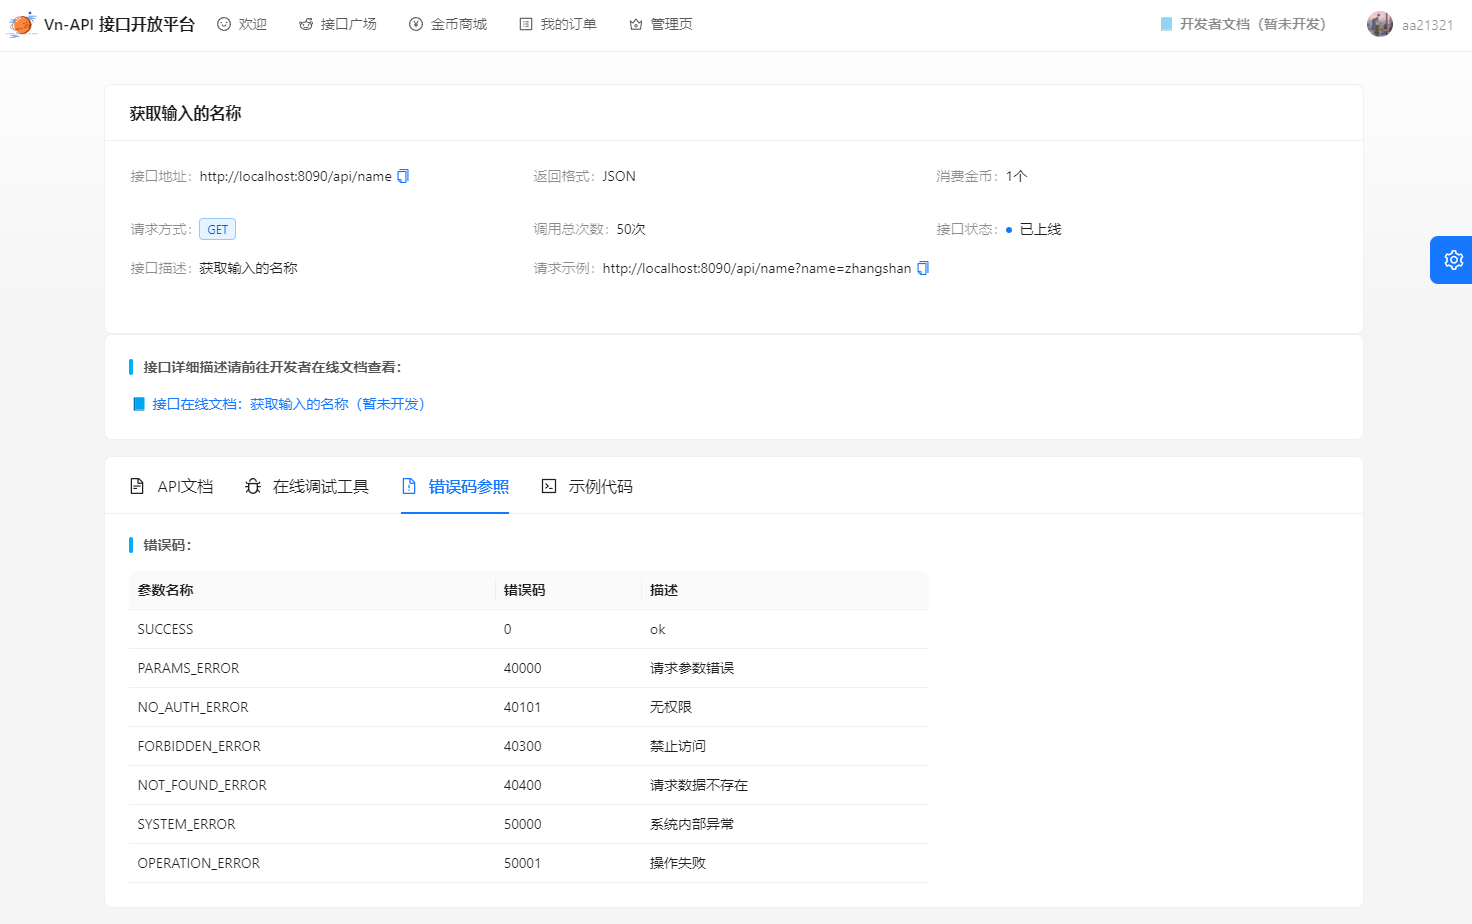 Vn-API 接口开放平台 欢迎 接口广场 金币商城 我的订单 管理页 开发者文档（暂未开发） aa21321
获取输入的名称
接口地址： http://localhost:8090/api/name 返回格式： JSON 消费金币： 1个
请求方式： GET 调用总次数： 50次 接口状态： 已上线
接口描述： 获取输入的名称 请求示例： http://localhost:8090/api/name?name=zhangshan
接口详细描述请前往开发者在线文档查看：
接口在线文档：获取输入的名称（暂未开发）
API文档 在线调试工具 错误码参照 示例代码
错误码：
参数名称 错误码 描述
SUCCESS 0 ok
PARAMS_ERROR 40000 请求参数错误
NO_AUTH_ERROR 40101 无权限
FORBIDDEN_ERROR 40300 禁止访问
NOT_FOUND_ERROR 40400 请求数据不存在
SYSTEM_ERROR 50000 系统内部异常
OPERATION_ERROR 50001 操作失败